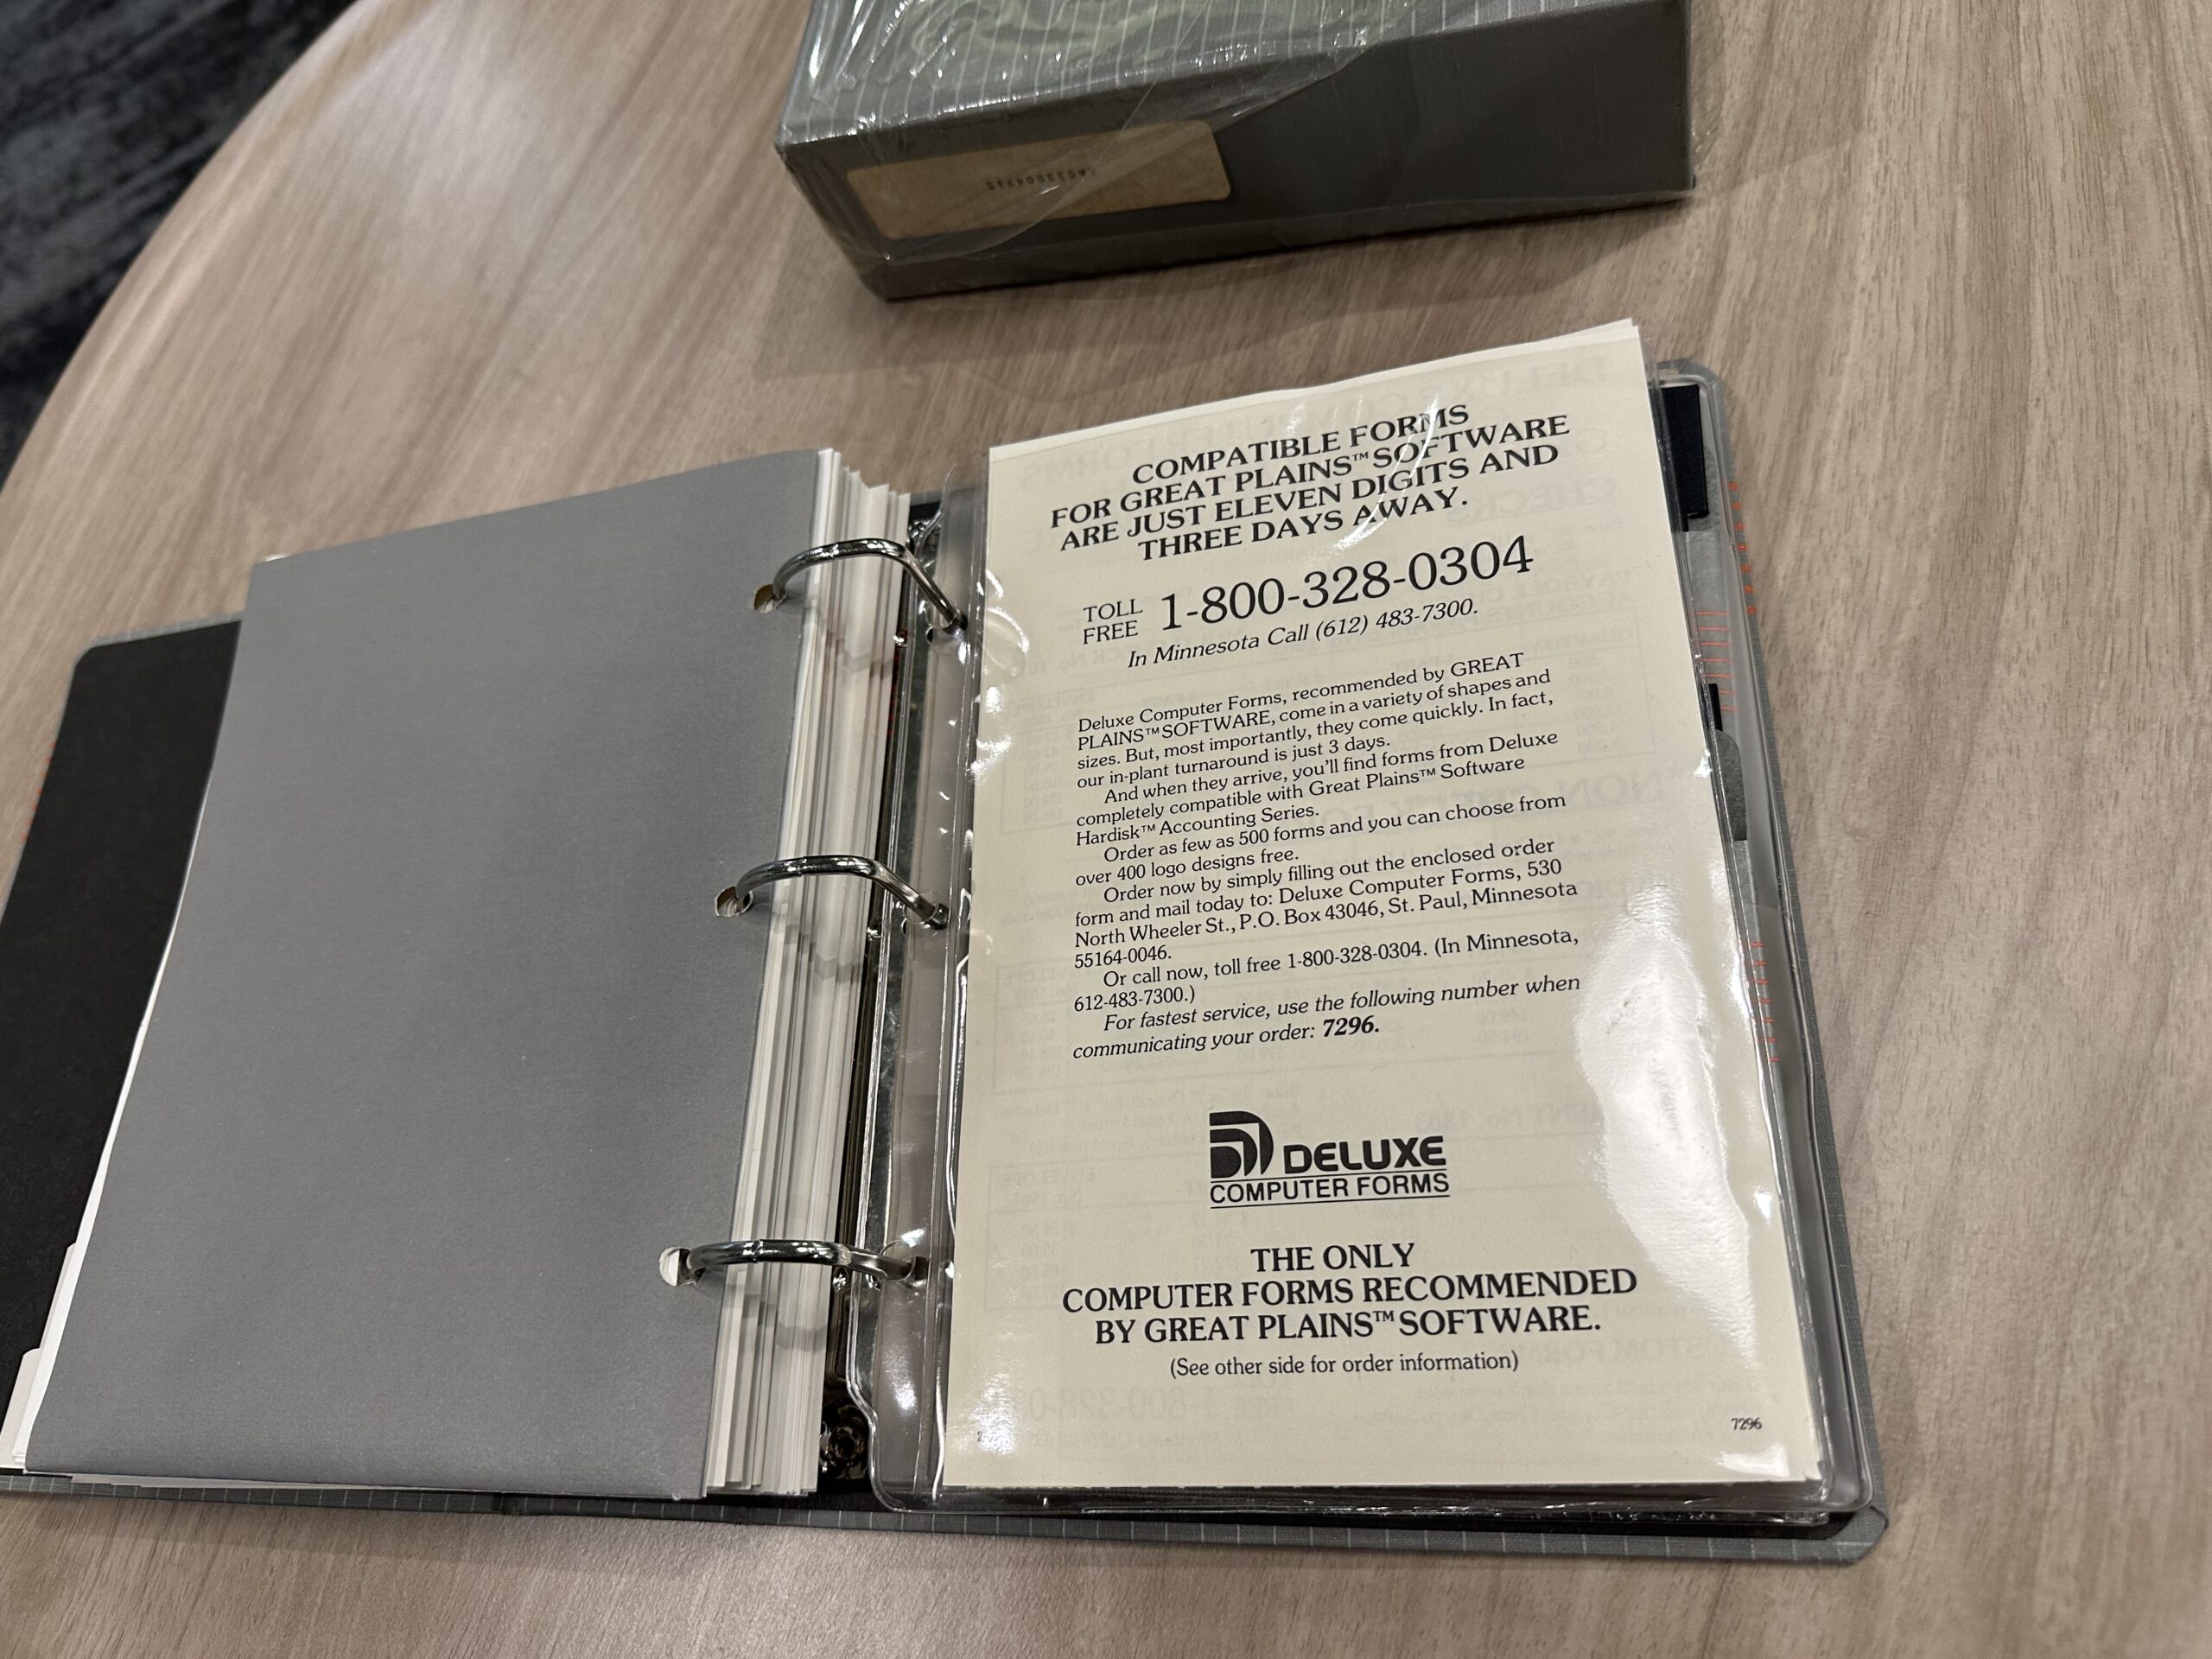 COMPATIBLE FORMS
FOR GREAT PLAINS™ SOFTWARE
ARE JUST ELEVEN DIGITS AND
THREE DAYS AWAY.
TOLL FREE 1-800-328-0304
In Minnesota Call (612) 483-7300.
Deluxe Computer Forms, recommended by GREAT
PLAINS™ SOFTWARE, come in a variety of shapes and
sizes. But, most importantly, they come quickly. In fact,
our in-plant turnaround is just 3 days.
And when they arrive, you'll find forms from Deluxe
completely compatible with Great Plains™ Software
Hardisk™ Accounting Series.
Order as few as 500 forms and you can choose from
over 400 logo designs free.
Order now by simply filling out the enclosed order
form and mail today to: Deluxe Computer Forms, 530
North Wheeler St., P.O. Box 43046, St. Paul, Minnesota
55164-0046.
Or call now, toll free 1-800-328-0304. (In Minnesota,
612-483-7300.)
For fastest service, use the following number when
communicating your order: 7296.
DELUXE
COMPUTER FORMS
THE ONLY
COMPUTER FORMS RECOMMENDED
BY GREAT PLAINS™ SOFTWARE.
(See other side for order information)
7296